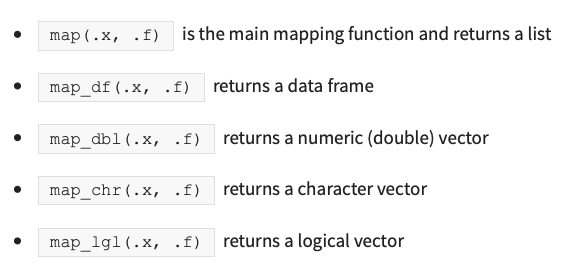 • map(.x, .f) is the main mapping function and returns a list
• map_df(.x, .f) returns a data frame
• map_dbl(.x, .f) returns a numeric (double) vector
• map_chr(.x, .f) returns a character vector
• map_lgl(.x, .f) returns a logical vector